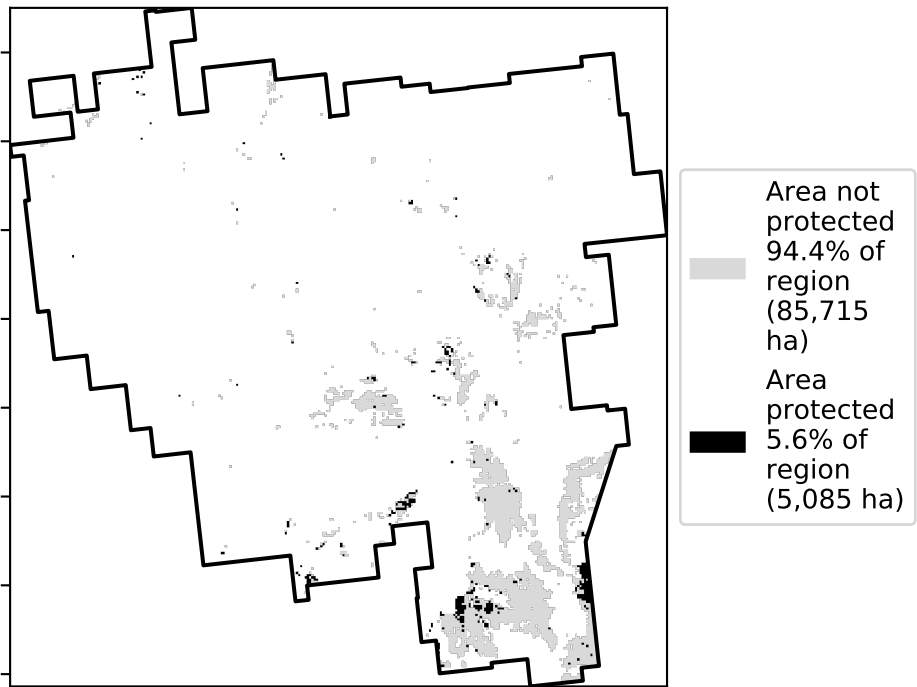 Area not
protected
94.4% of
region
(85,715
ha)
Area
protected
5.6% of
region
(5,085 ha)